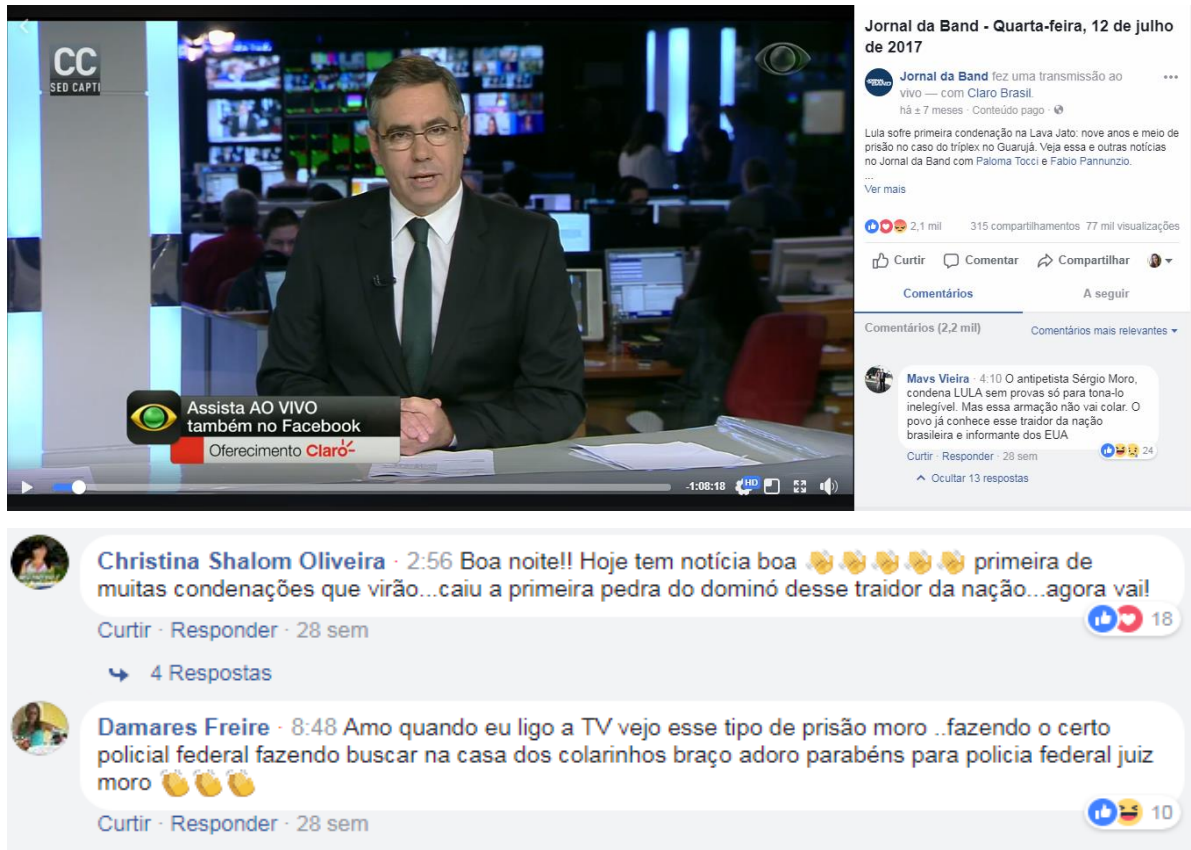 CC
SED CAPTI
Assista AO VIVO
também no Facebook
Oferecimento Claro-
-1:08:18
HD
Jornal da Band - Quarta-feira, 12 de julho
de 2017
Jornal da Band fez uma transmissão ao
vivo — com Claro Brasil.
há ± 7 meses · Conteúdo pago ·
Lula sofre primeira condenação na Lava Jato: nove anos e meio de
prisão no caso do tríplex no Guarujá. Veja essa e outras notícias
no Jornal da Band com Paloma Tocci e Fabio Pannunzio.
...
Ver mais
2,1 mil 315 compartilhamentos 77 mil visualizações
Curtir Comentar Compartilhar
Comentários A seguir
Comentários (2,2 mil) Comentários mais relevantes
Mavs Vieira · 4:10 O antipetista Sérgio Moro,
condena LULA sem provas só para tona-lo
inelegível. Mas essa armação não vai colar. O
povo já conhece esse traidor da nação
brasileira e informante dos EUA
Curtir · Responder · 28 sem 24
Ocultar 13 respostas
Christina Shalom Oliveira · 2:56 Boa noite!! Hoje tem notícia boa 👏👏👏👏👏 primeira de
muitas condenações que virão...caiu a primeira pedra do dominó desse traidor da nação...agora vai!
18
Curtir · Responder · 28 sem
4 Respostas
Damares Freire · 8:48 Amo quando eu ligo a TV vejo esse tipo de prisão moro ..fazendo o certo
policial federal fazendo buscar na casa dos colarinhos braço adoro parabéns para policia federal juiz
moro 👏👏👏
10
Curtir · Responder · 28 sem